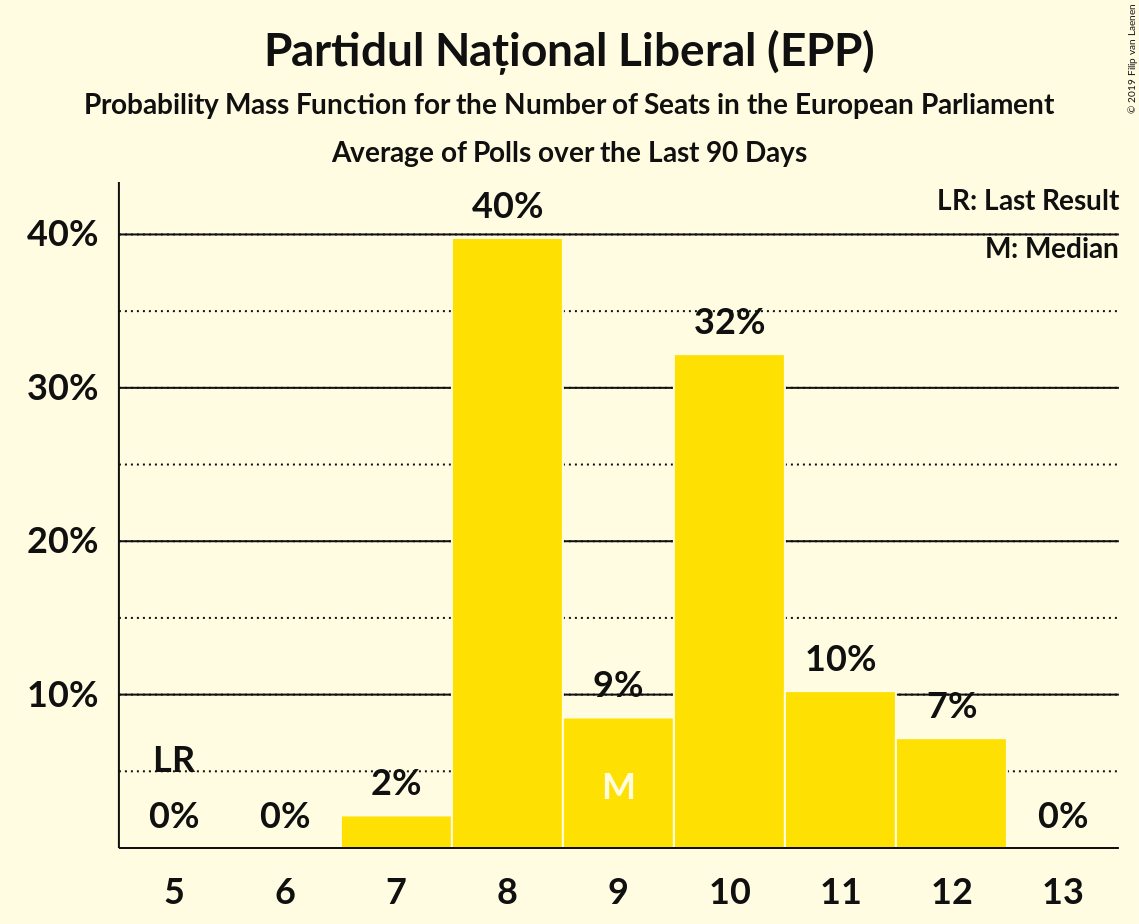 Partidul Național Liberal (EPP)
Probability Mass Function for the Number of Seats in the European Parliament
Average of Polls over the Last 90 Days
© 2019 Filip van Laenen
LR: Last Result
M: Median
40%
30%
20%
10%
LR
0%
0%
2%
40%
9%
M
32%
10%
7%
0%
5 6 7 8 9 10 11 12 13